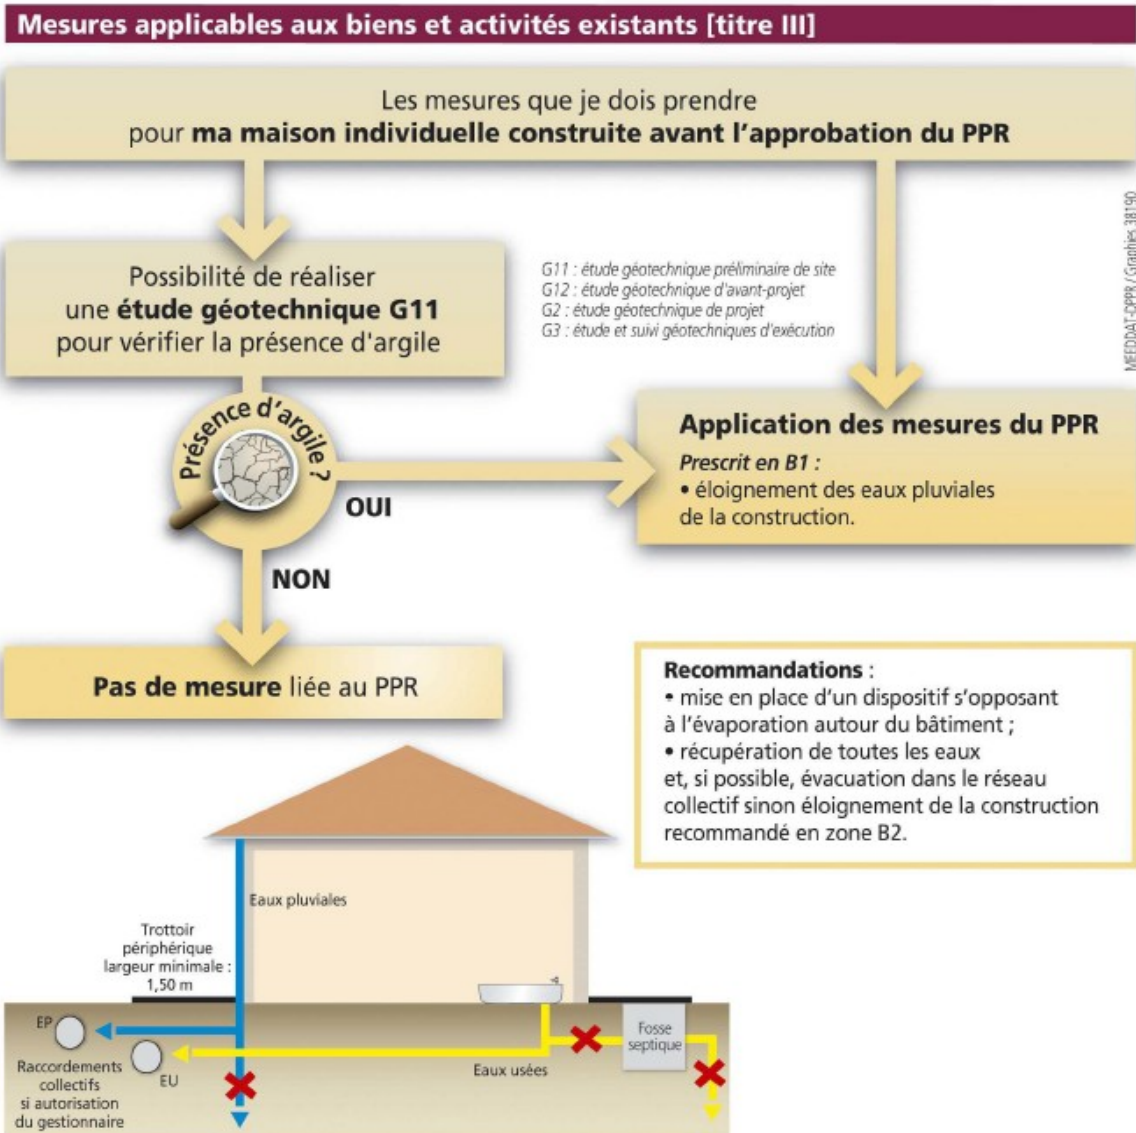 Mesures applicables aux biens et activités existants [titre III]
Les mesures que je dois prendre
pour ma maison individuelle construite avant l'approbation du PPR
Possibilité de réaliser
une étude géotechnique G11
pour vérifier la présence d'argile
G11 : étude géotechnique préliminaire de site
G12 : étude géotechnique d'avant-projet
G2 : étude géotechnique de projet
G3 : étude et suivi géotechniques d'exécution
MEEDDAT-DPPR / Graphies 38190
Présence d'argile ?
OUI
NON
Application des mesures du PPR
Prescrit en B1 :
• éloignement des eaux pluviales
de la construction.
Pas de mesure liée au PPR
Recommandations :
• mise en place d'un dispositif s'opposant
à l'évaporation autour du bâtiment ;
• récupération de toutes les eaux
et, si possible, évacuation dans le réseau
collectif sinon éloignement de la construction
recommandé en zone B2.
Eaux pluviales
Trottoir
périphérique
largeur minimale :
1,50 m
EP
EU
Raccordements
collectifs
si autorisation
du gestionnaire
Eaux usées
Fosse
septique